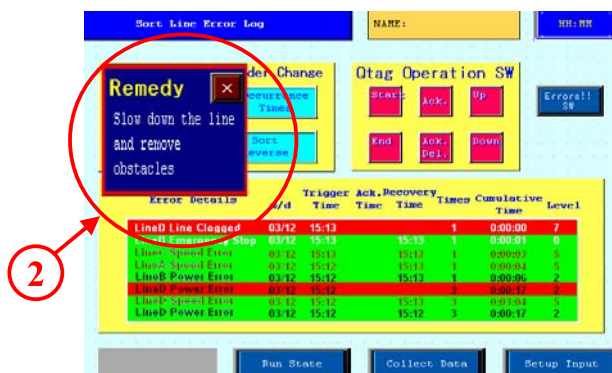 Sort Line Error Log
NAME:
HH:MM
Remedy
×
Slow down the line
and remove
obstacles
der Change
ccurrence
Times
Sort
everse
Qtag Operation SW
Start
Ack.
Up
End
Ack.
Del.
Down
Errors!!
SW
Error Details
/d
Trigger
Time
Ack.
Time
Recovery
Time
Times
Cumulative
Time
Level
LineD Line Clogged 03/12 15:13 1 0:00:00 7
LineD Emergency Stop 03/12 15:13 15:13 1 0:00:01 0
LineC Speed Error 03/12 15:13 15:13 1 0:00:03 5
LineA Speed Error 03/12 15:12 15:13 1 0:00:04 5
LineB Power Error 03/12 15:12 15:13 1 0:00:06 2
LineD Power Error 03/12 15:12 3 0:00:17 2
Speed Error 03/12 15:12 15:13 3 0:03:04 5
LineD Power Error 03/12 15:12 15:12 3 0:00:17 2
2
Run State
Collect Data
Setup Input